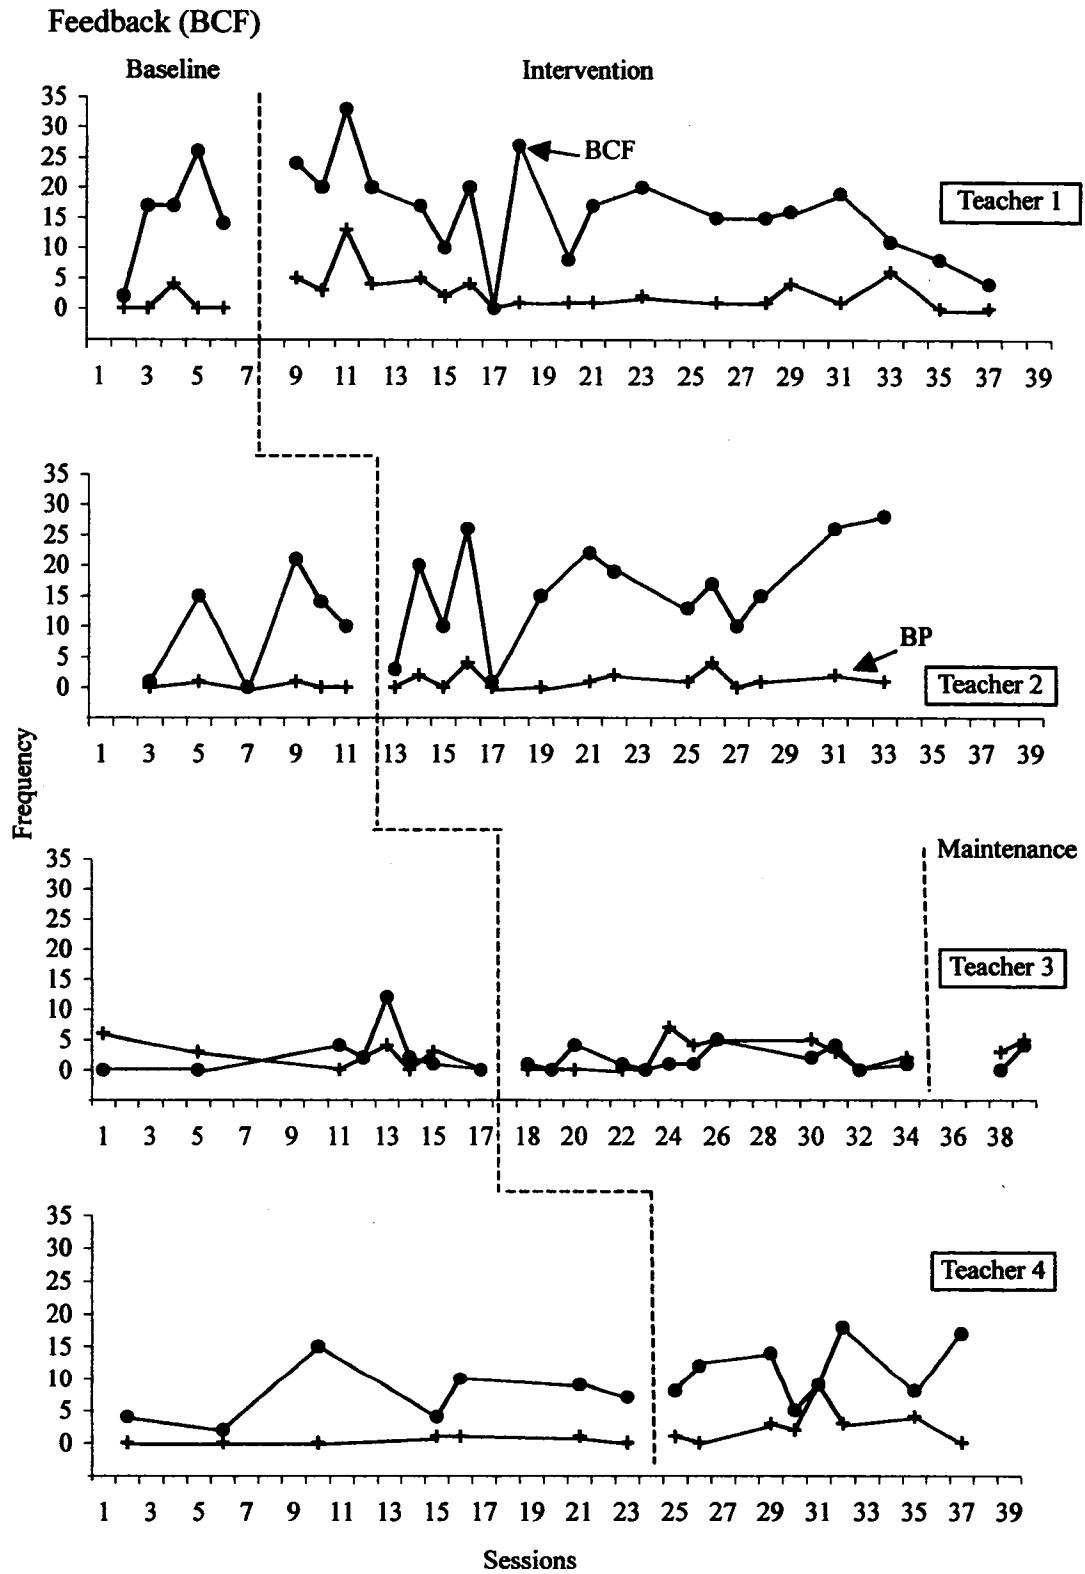 Feedback (BCF)
Baseline Intervention
35
30
25
20
15
10
5
0
BCF
Teacher 1
1 3 5 7 9 11 13 15 17 19 21 23 25 27 29 31 33 35 37 39
35
30
25
20
15
10
5
0
BP
Teacher 2
1 3 5 7 9 11 13 15 17 19 21 23 25 27 29 31 33 35 37 39
Frequency
Maintenance
35
30
25
20
15
10
5
0
Teacher 3
1 3 5 7 9 11 13 15 17 18 20 22 24 26 28 30 32 34 36 38
35
30
25
20
15
10
5
0
Teacher 4
1 3 5 7 9 11 13 15 17 19 21 23 25 27 29 31 33 35 37 39
Sessions